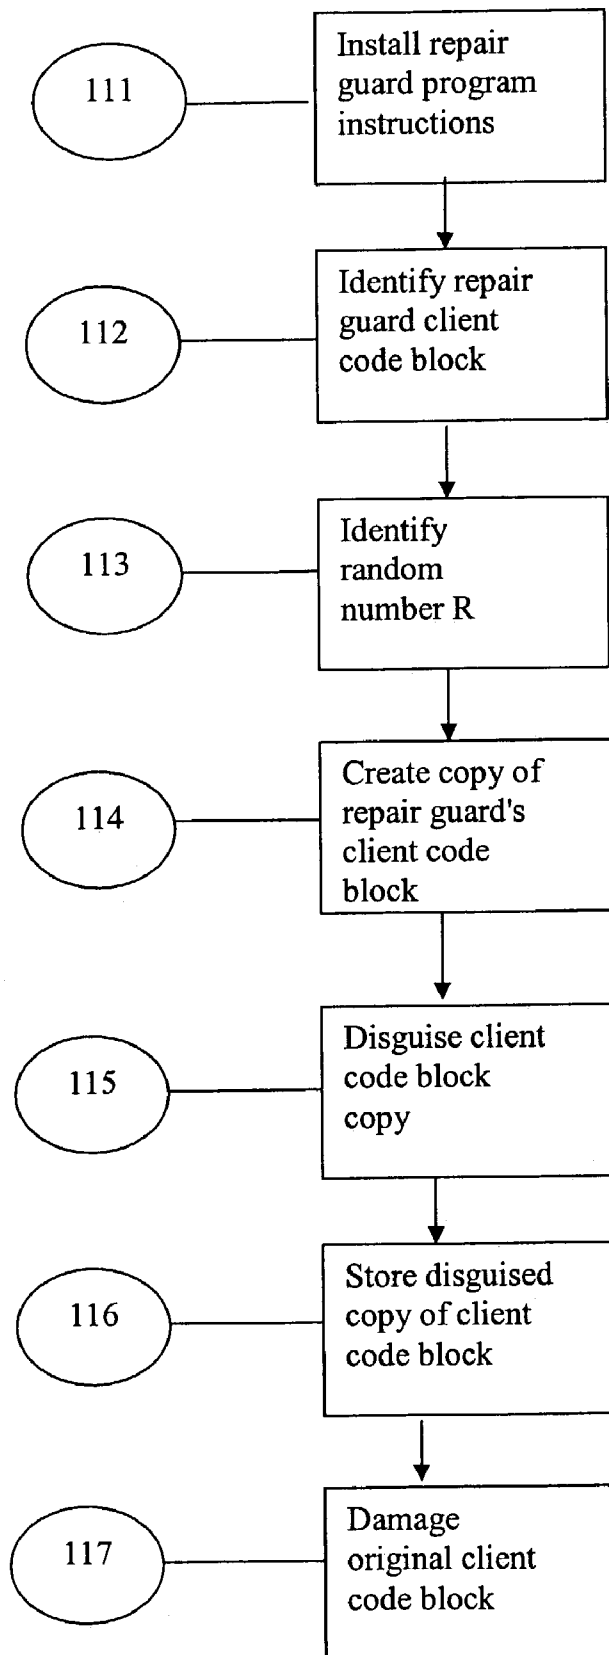 111
Install repair
guard program
instructions
112
Identify repair
guard client
code block
113
Identify
random
number R
114
Create copy of
repair guard's
client code
block
115
Disguise client
code block
copy
116
Store disguised
copy of client
code block
117
Damage
original client
code block